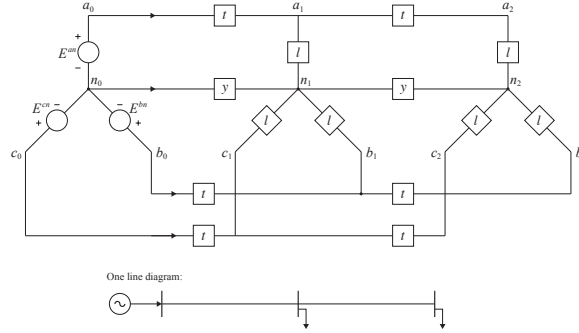 a0 a1 a2
t t
+
E^an l l
−
n0 n1 n2
y y
E^cn − − E^bn
+ +
l l l l
c0 b0 c1 b1 c2 b
t t
t t
One line diagram: